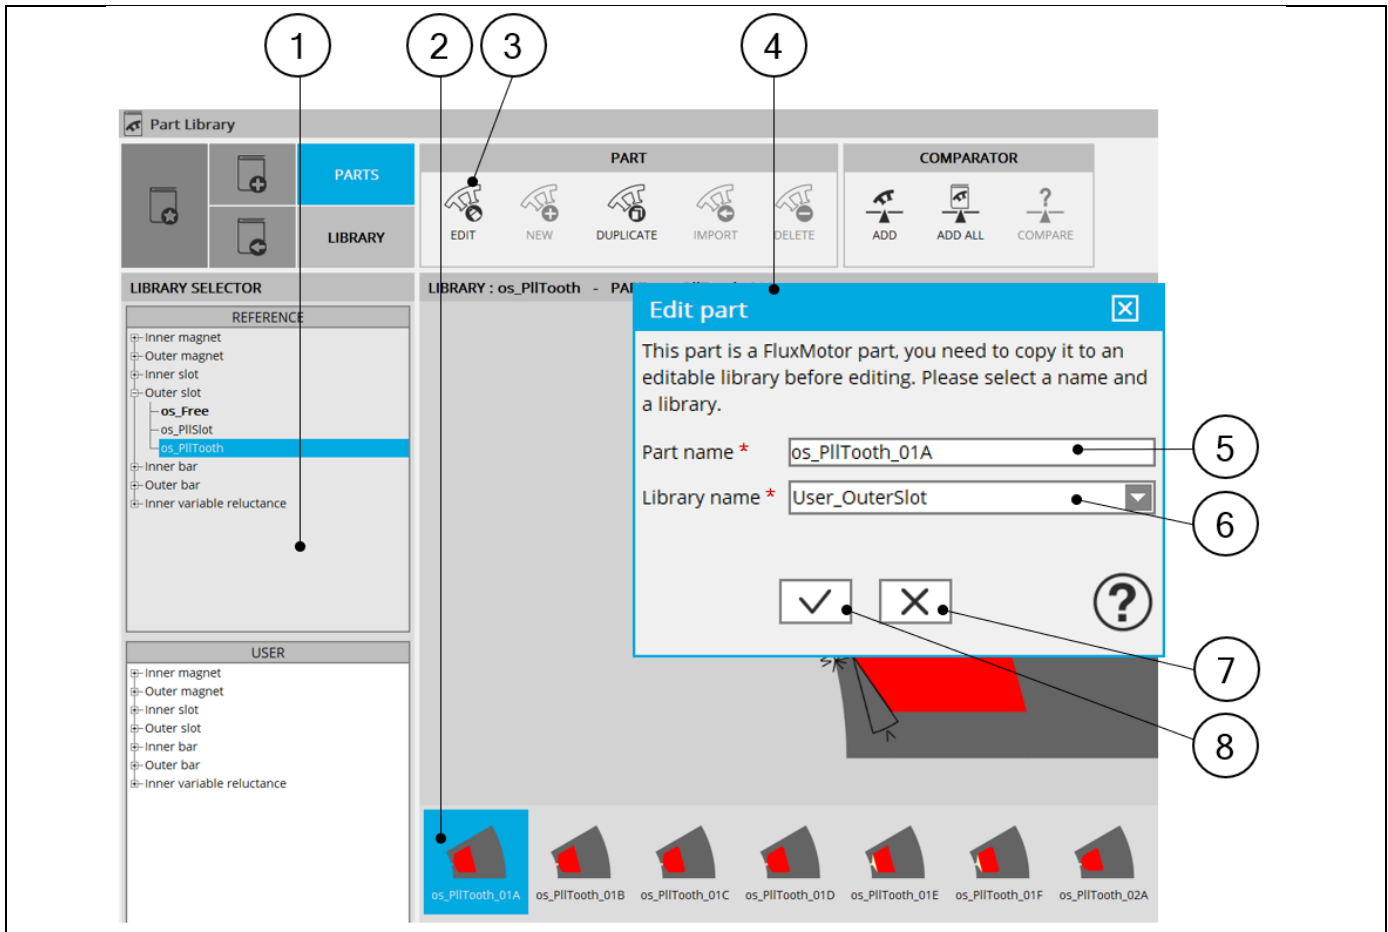 1
2
3
4
Part Library
PARTS
LIBRARY
PART
EDIT
NEW
DUPLICATE
IMPORT
DELETE
COMPARATOR
ADD
ADD ALL
COMPARE
LIBRARY SELECTOR
REFERENCE
Inner magnet
Outer magnet
Inner slot
Outer slot
os_Free
os_PllSlot
os_PllTooth
Inner bar
Outer bar
Inner variable reluctance
USER
Inner magnet
Outer magnet
Inner slot
Outer slot
Inner bar
Outer bar
Inner variable reluctance
LIBRARY : os_PllTooth -
Edit part
This part is a FluxMotor part, you need to copy it to an
editable library before editing. Please select a name and
a library.
Part name * os_PllTooth_01A
Library name * User_OuterSlot
?
5
6
7
8
os_PllTooth_01A
os_PllTooth_01B
os_PllTooth_01C
os_PllTooth_01D
os_PllTooth_01E
os_PllTooth_01F
os_PllTooth_02A